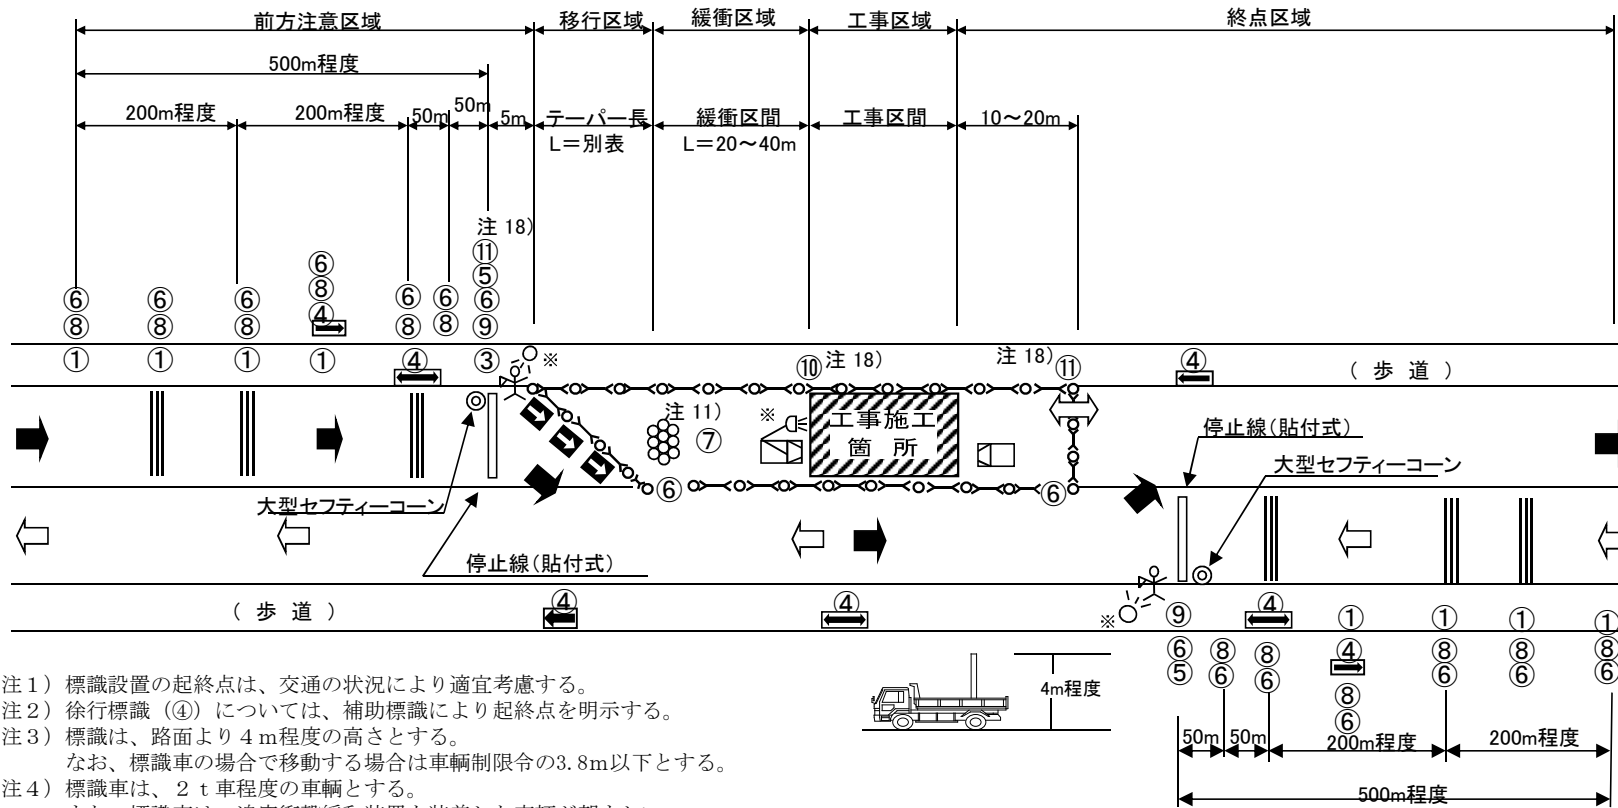 前方注意区域 移行区域 緩衝区域 工事区域 終点区域
500m程度
200m程度 200m程度 50m 50m 5m テーパー長 緩衝区間 工事区間 10～20m
L＝別表 L＝20～40m
注 18)
⑪
⑥ ⑤
⑥ ⑥ ⑥ ⑧ ⑥ ⑥ ⑥
⑧ ⑧ ⑧ ④ ⑧ ⑧ ⑨
① ① ① ① ④ ③ ※ ⑩ 注 18) 注 18) ⑪ ④ （ 歩 道 ）
注 11) ⑦ ※ 工事施工
箇 所
停止線(貼付式)
大型セフティーコーン
⑥ ⑥
大型セフティーコーン
停止線(貼付式)
（ 歩 道 ） ④ ④ ※ ⑨ ④ ① ① ① ①
⑥ ⑧ ⑧ ④ ⑧ ⑧ ⑧
⑤ ⑥ ⑥ ⑥ ⑥ ⑥
⑧
⑥
4m程度
50m 50m 200m程度 200m程度
500m程度
注１）標識設置の起終点は、交通の状況により適宜考慮する。
注２）徐行標識（④）については、補助標識により起終点を明示する。
注３）標識は、路面より４ｍ程度の高さとする。
なお、標識車の場合で移動する場合は車輌制限令の3.8m以下とする。
注４）標識車は、２ｔ車程度の車輌とする。